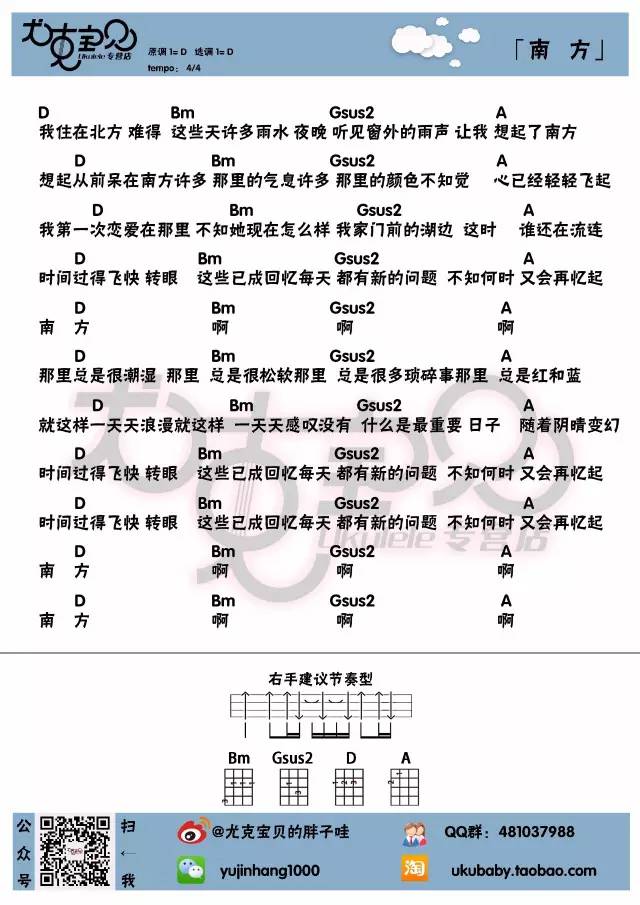 尤克宝贝
Ukulele 专营店
原调 1=D 选调 1=D
tempo: 4/4
「南 方」
D Bm Gsus2 A
我住在北方 难得 这些天许多雨水 夜晚 听见窗外的雨声 让我 想起了南方
D Bm Gsus2 A
想起从前呆在南方许多 那里的气息许多 那里的颜色不知觉 心已经轻轻飞起
D Bm Gsus2 A
我第一次恋爱在那里 不知她现在怎么样 我家门前的湖边 这时 谁还在流连
D Bm Gsus2 A
时间过得飞快 转眼 这些已成回忆每天 都有新的问题 不知何时 又会再忆起
D Bm Gsus2 A
南 方 啊 啊 啊
D Bm Gsus2 A
那里总是很潮湿 那里 总是很松软那里 总是很多琐碎事那里 总是红和蓝
D Bm Gsus2 A
就这样一天天浪漫就这样 一天天感叹没有 什么是最重要 日子 随着阴晴变幻
D Bm Gsus2 A
时间过得飞快 转眼 这些已成回忆每天 都有新的问题 不知何时 又会再忆起
D Bm Gsus2 A
时间过得飞快 转眼 这些已成回忆每天 都有新的问题 不知何时 又会再忆起
D Bm Gsus2 A
南 方 啊 啊 啊
D Bm Gsus2 A
南 方 啊 啊 啊
尤克宝贝
Ukulele 专营店
右手建议节奏型
Bm Gsus2 D A
公众号
扫←我
@尤克宝贝的胖子哇
QQ群：481037988
yujinhang1000
淘
ukubaby.taobao.com